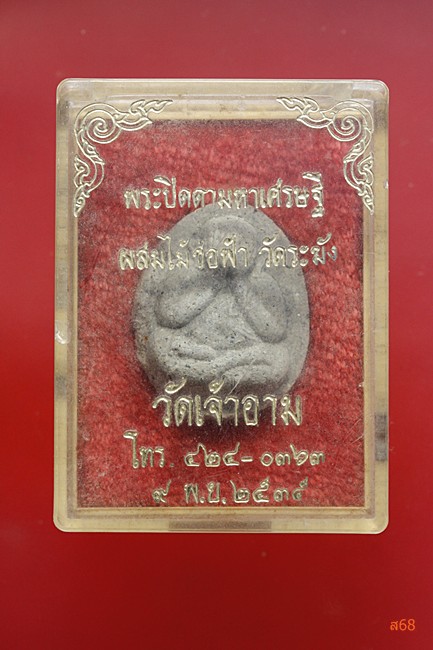 พระปิดตามหาเศรษฐี
ผสมไม้ช่อฟ้า วัดระฆัง
วัดเจ้าอาม
โทร. ๔๒๔-๐๓๖๓
๙ พ.ย.๒๕๓๕
ส68